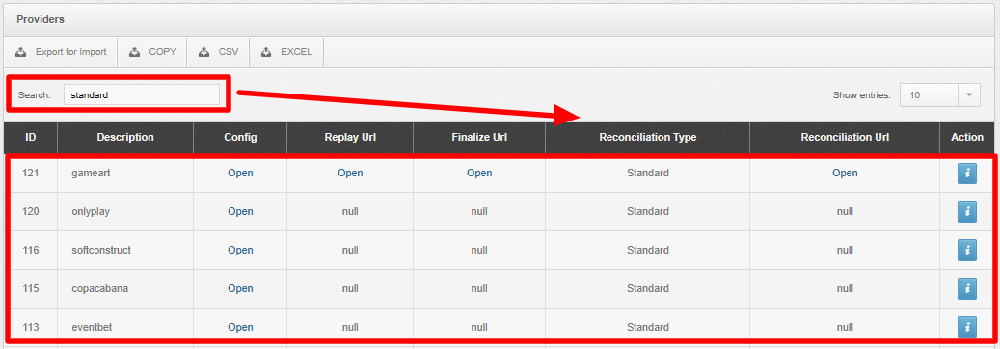 Providers
Export for Import COPY CSV EXCEL
Search: standard Show entries: 10
ID Description Config Replay Url Finalize Url Reconciliation Type Reconciliation Url Action
121 gameart Open Open Open Standard Open i
120 onlyplay Open null null Standard null i
116 softconstruct Open null null Standard null i
115 copacabana Open null null Standard null i
113 eventbet Open null null Standard null i